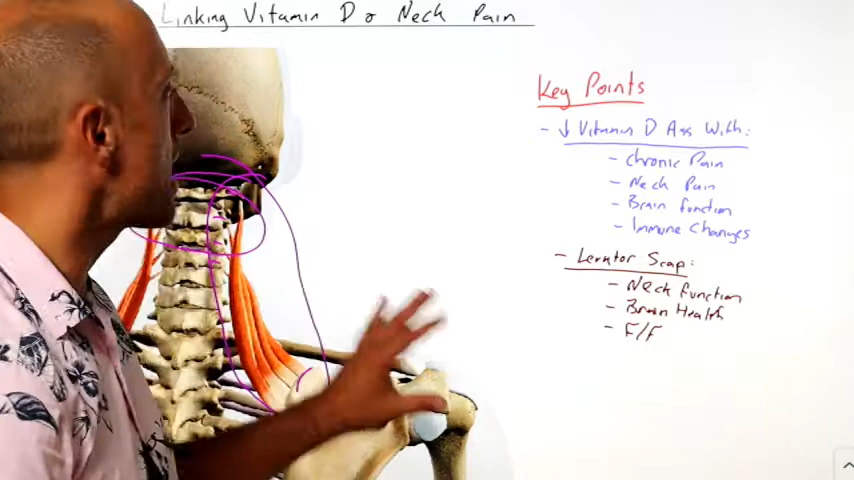 Linking Vitamin D & Neck Pain
Key Points
- ↓ Vitamin D Ass With:
- Chronic Pain
- Neck Pain
- Brain function
- Immune Changes
- Levator Scap:
- Neck function
- Brain Health
- F/F